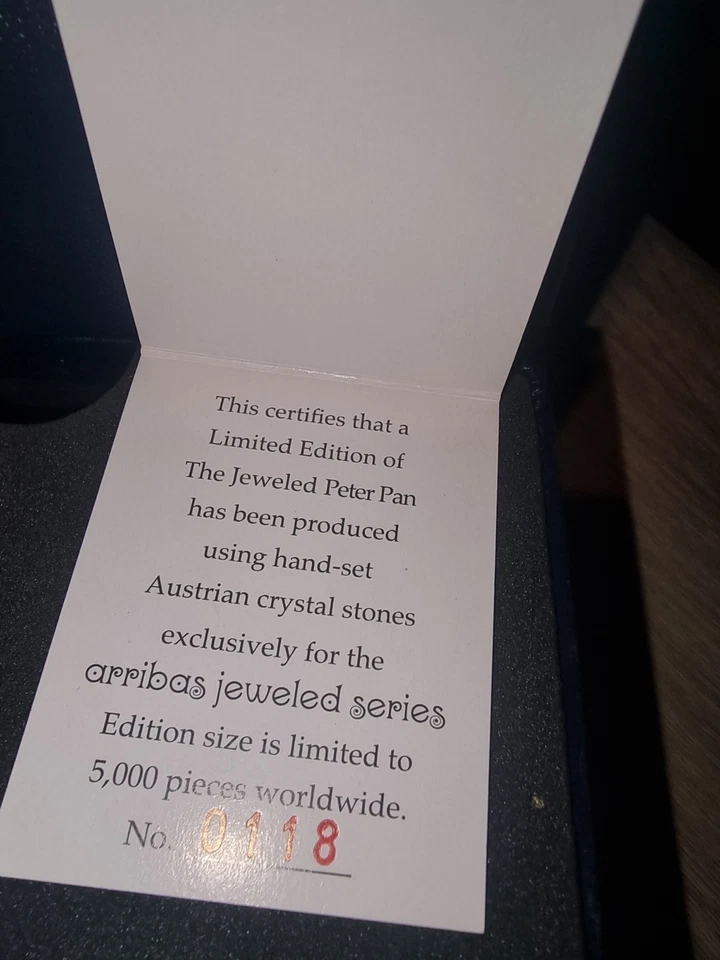 This certifies that a
Limited Edition of
The Jeweled Peter Pan
has been produced
using hand-set
Austrian crystal stones
exclusively for the
arribas jeweled series
Edition size is limited to
5,000 pieces worldwide.
No. 0118